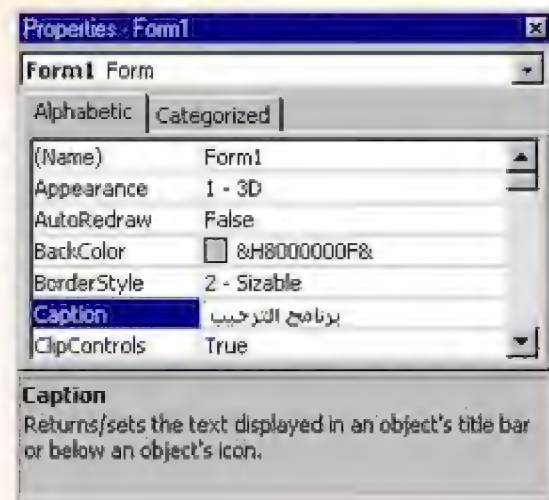 Properties - Form1
Form1 Form
Alphabetic Categorized
(Name) Form1
Appearance 1 - 3D
AutoRedraw False
BackColor &H8000000F&
BorderStyle 2 - Sizable
Caption برنامج الترحيب
ClipControls True
Caption
Returns/sets the text displayed in an object's title bar
or below an object's icon.